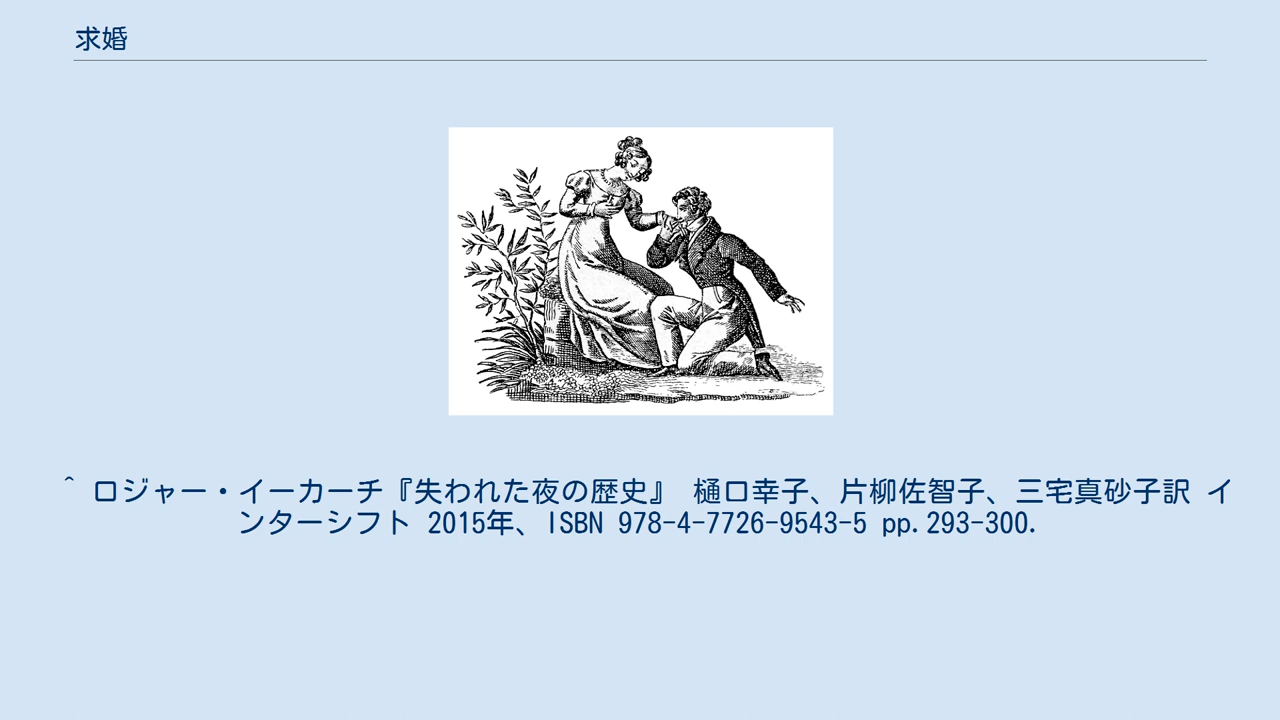 求婚
^ ロジャー・イーカーチ『失われた夜の歴史』 樋口幸子、片柳佐智子、三宅真砂子訳 イ
ンターシフト 2015年、ISBN 978-4-7726-9543-5 pp.293-300.